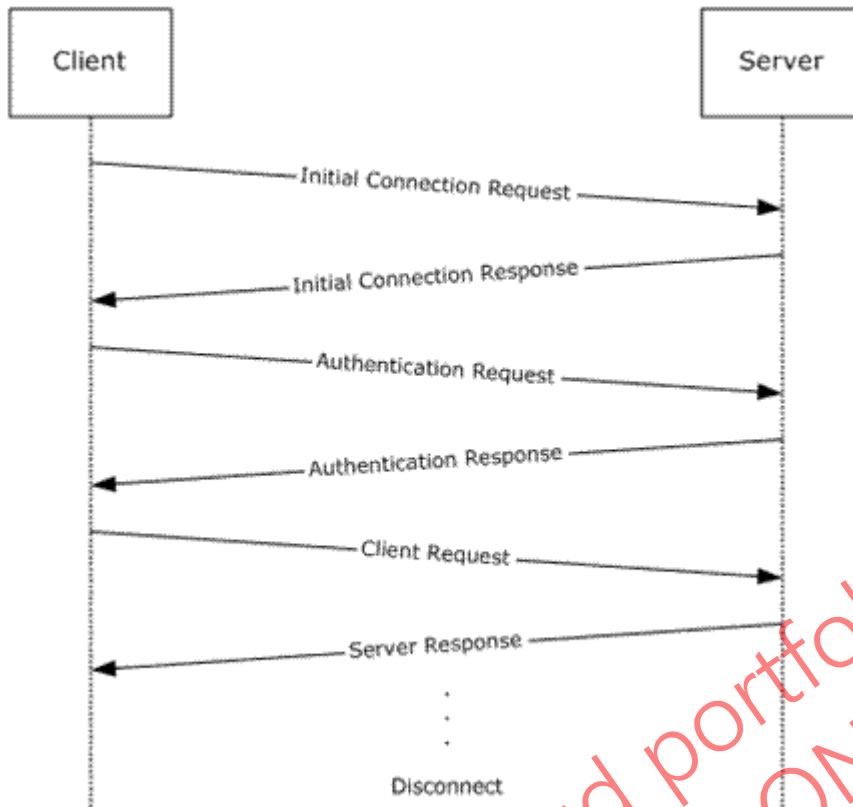 Client
Server
Initial Connection Request
Initial Connection Response
Authentication Request
Authentication Response
Client Request
Server Response
Disconnect